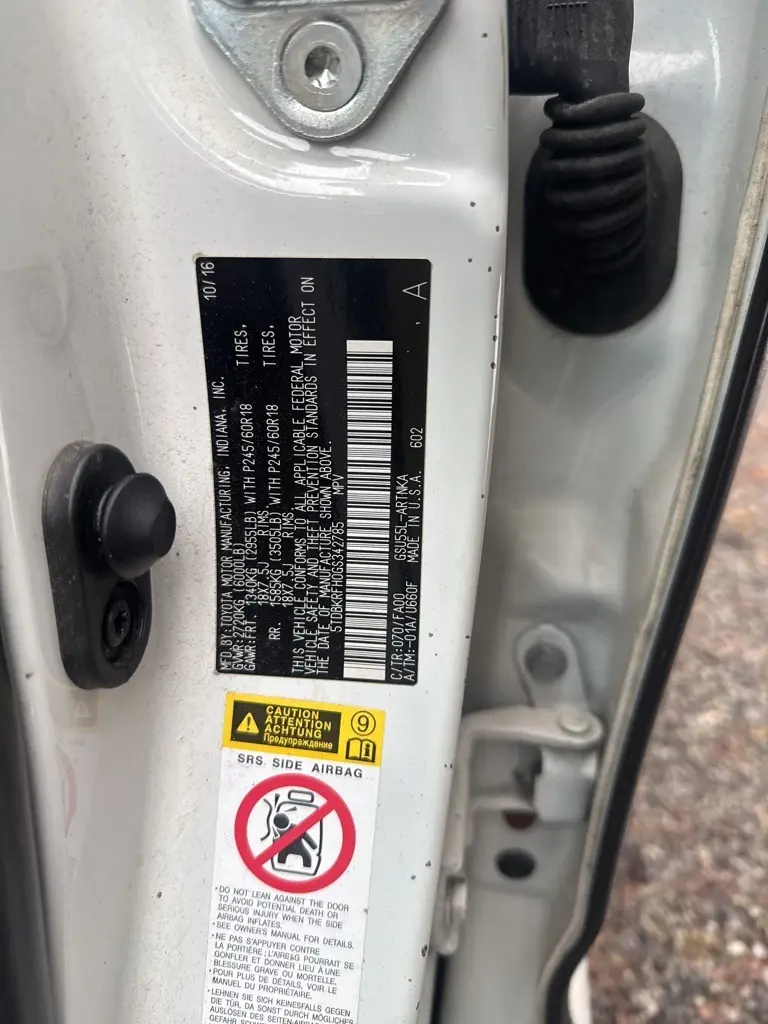 MFD.BY:TOYOTA MOTOR MANUFACTURING, INDIANA, INC. 10/16
GVWR:2720KG (6000LB)
GAWR:FRT. 1340KG (2955LB) WITH P245/60R18 TIRES,
18X7.5J RIMS
RR. 1585KG (3505LB) WITH P245/60R18 TIRES,
18X7.5J RIMS.
THIS VEHICLE CONFORMS TO ALL APPLICABLE FEDERAL MOTOR
VEHICLE SAFETY AND THEFT PREVENTION STANDARDS IN EFFECT ON
THE DATE OF MANUFACTURE SHOWN ABOVE.
5TDBKRFH0GS342785 MPV
C/TR:070/FA00 GSU55L-ARTNKA
A/TM:-01A/U660F MADE IN U.S.A. 602 , A
CAUTION
ATTENTION
ACHTUNG
Предупреждение
9
SRS SIDE AIRBAG
•DO NOT LEAN AGAINST THE DOOR
TO AVOID POTENTIAL DEATH OR
SERIOUS INJURY WHEN THE SIDE
AIRBAG INFLATES.
•SEE OWNER'S MANUAL FOR DETAILS.
•NE PAS S'APPUYER CONTRE
LA PORTIÈRE;L'AIRBAG POURRAIT SE
GONFLER ET DONNER LIEU À UNE
BLESSURE GRAVE OU MORTELLE.
•POUR PLUS DE DÉTAILS, VOIR LE
MANUEL DU PROPRIÉTAIRE.
•LEHNEN SIE SICH KEINESFALLS GEGEN
DIE TÜR, DA SONST DURCH MÖGLICHES
AUSLÖSEN DES SEITEN-AIRBAG
GEFAHR